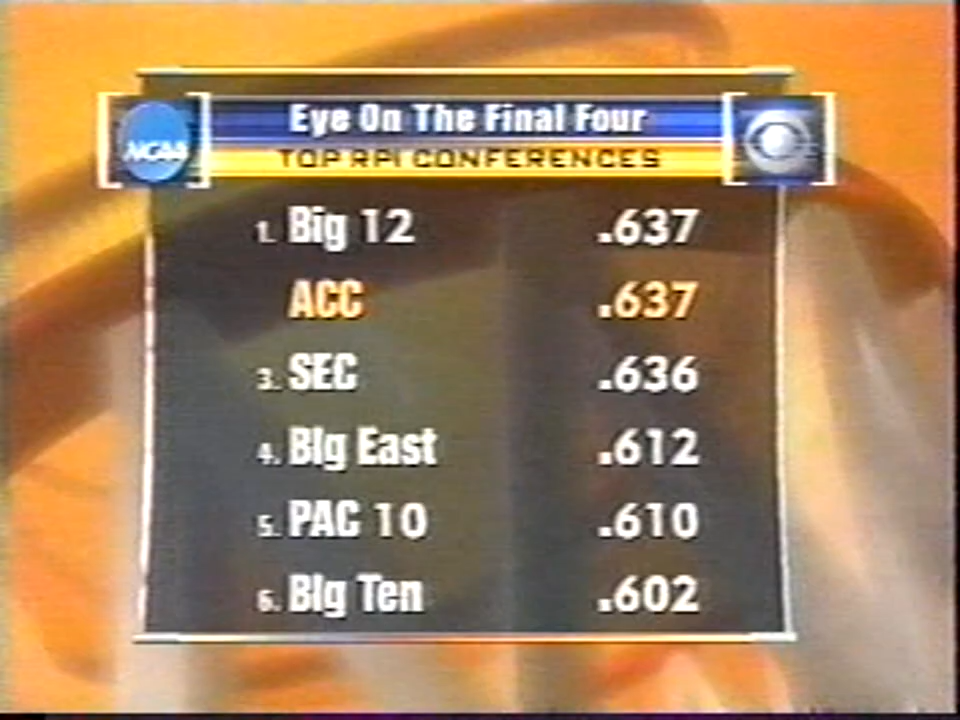 Eye On The Final Four
NCAA
TOP RPI CONFERENCES
1. Big 12 .637
ACC .637
3. SEC .636
4. BIg East .612
5. PAC 10 .610
6. BIg Ten .602